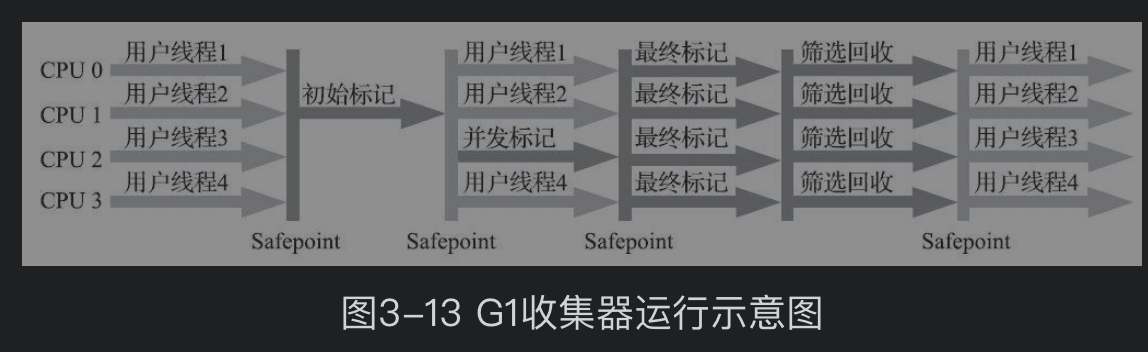 用户线程1 用户线程1 最终标记 筛选回收 用户线程1
CPU 0
用户线程2 初始标记 用户线程2 最终标记 筛选回收 用户线程2
CPU 1
用户线程3 并发标记 最终标记 筛选回收 用户线程3
CPU 2
用户线程4 用户线程4 最终标记 筛选回收 用户线程4
CPU 3
Safepoint Safepoint Safepoint Safepoint
图3-13 G1收集器运行示意图